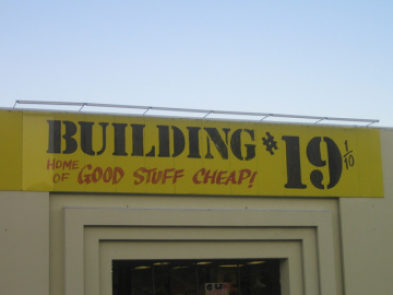 BUILDING #19 1/10
HOME OF GOOD STUFF CHEAP!